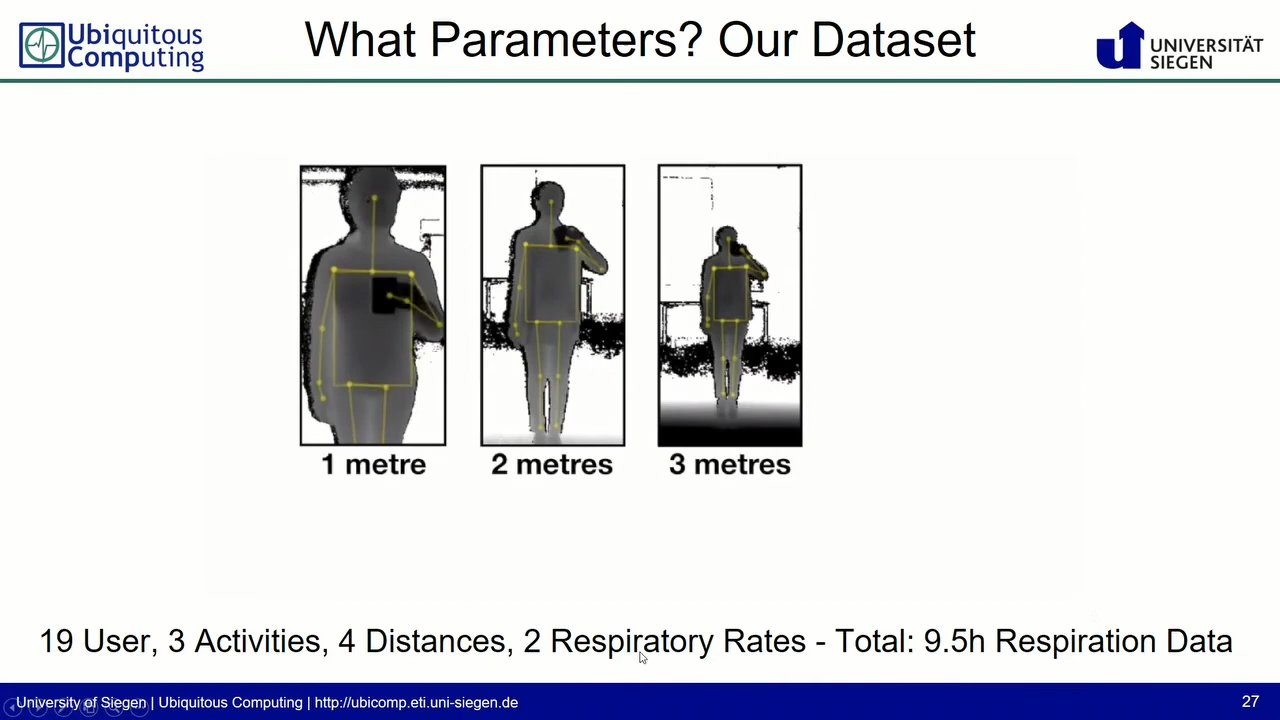 Ubiquitous
Computing
What Parameters? Our Dataset
UNIVERSITÄT
SIEGEN
1 metre
2 metres
3 metres
19 User, 3 Activities, 4 Distances, 2 Respiratory Rates - Total: 9.5h Respiration Data
University of Siegen | Ubiquitous Computing | http://ubicomp.eti.uni-siegen.de
27